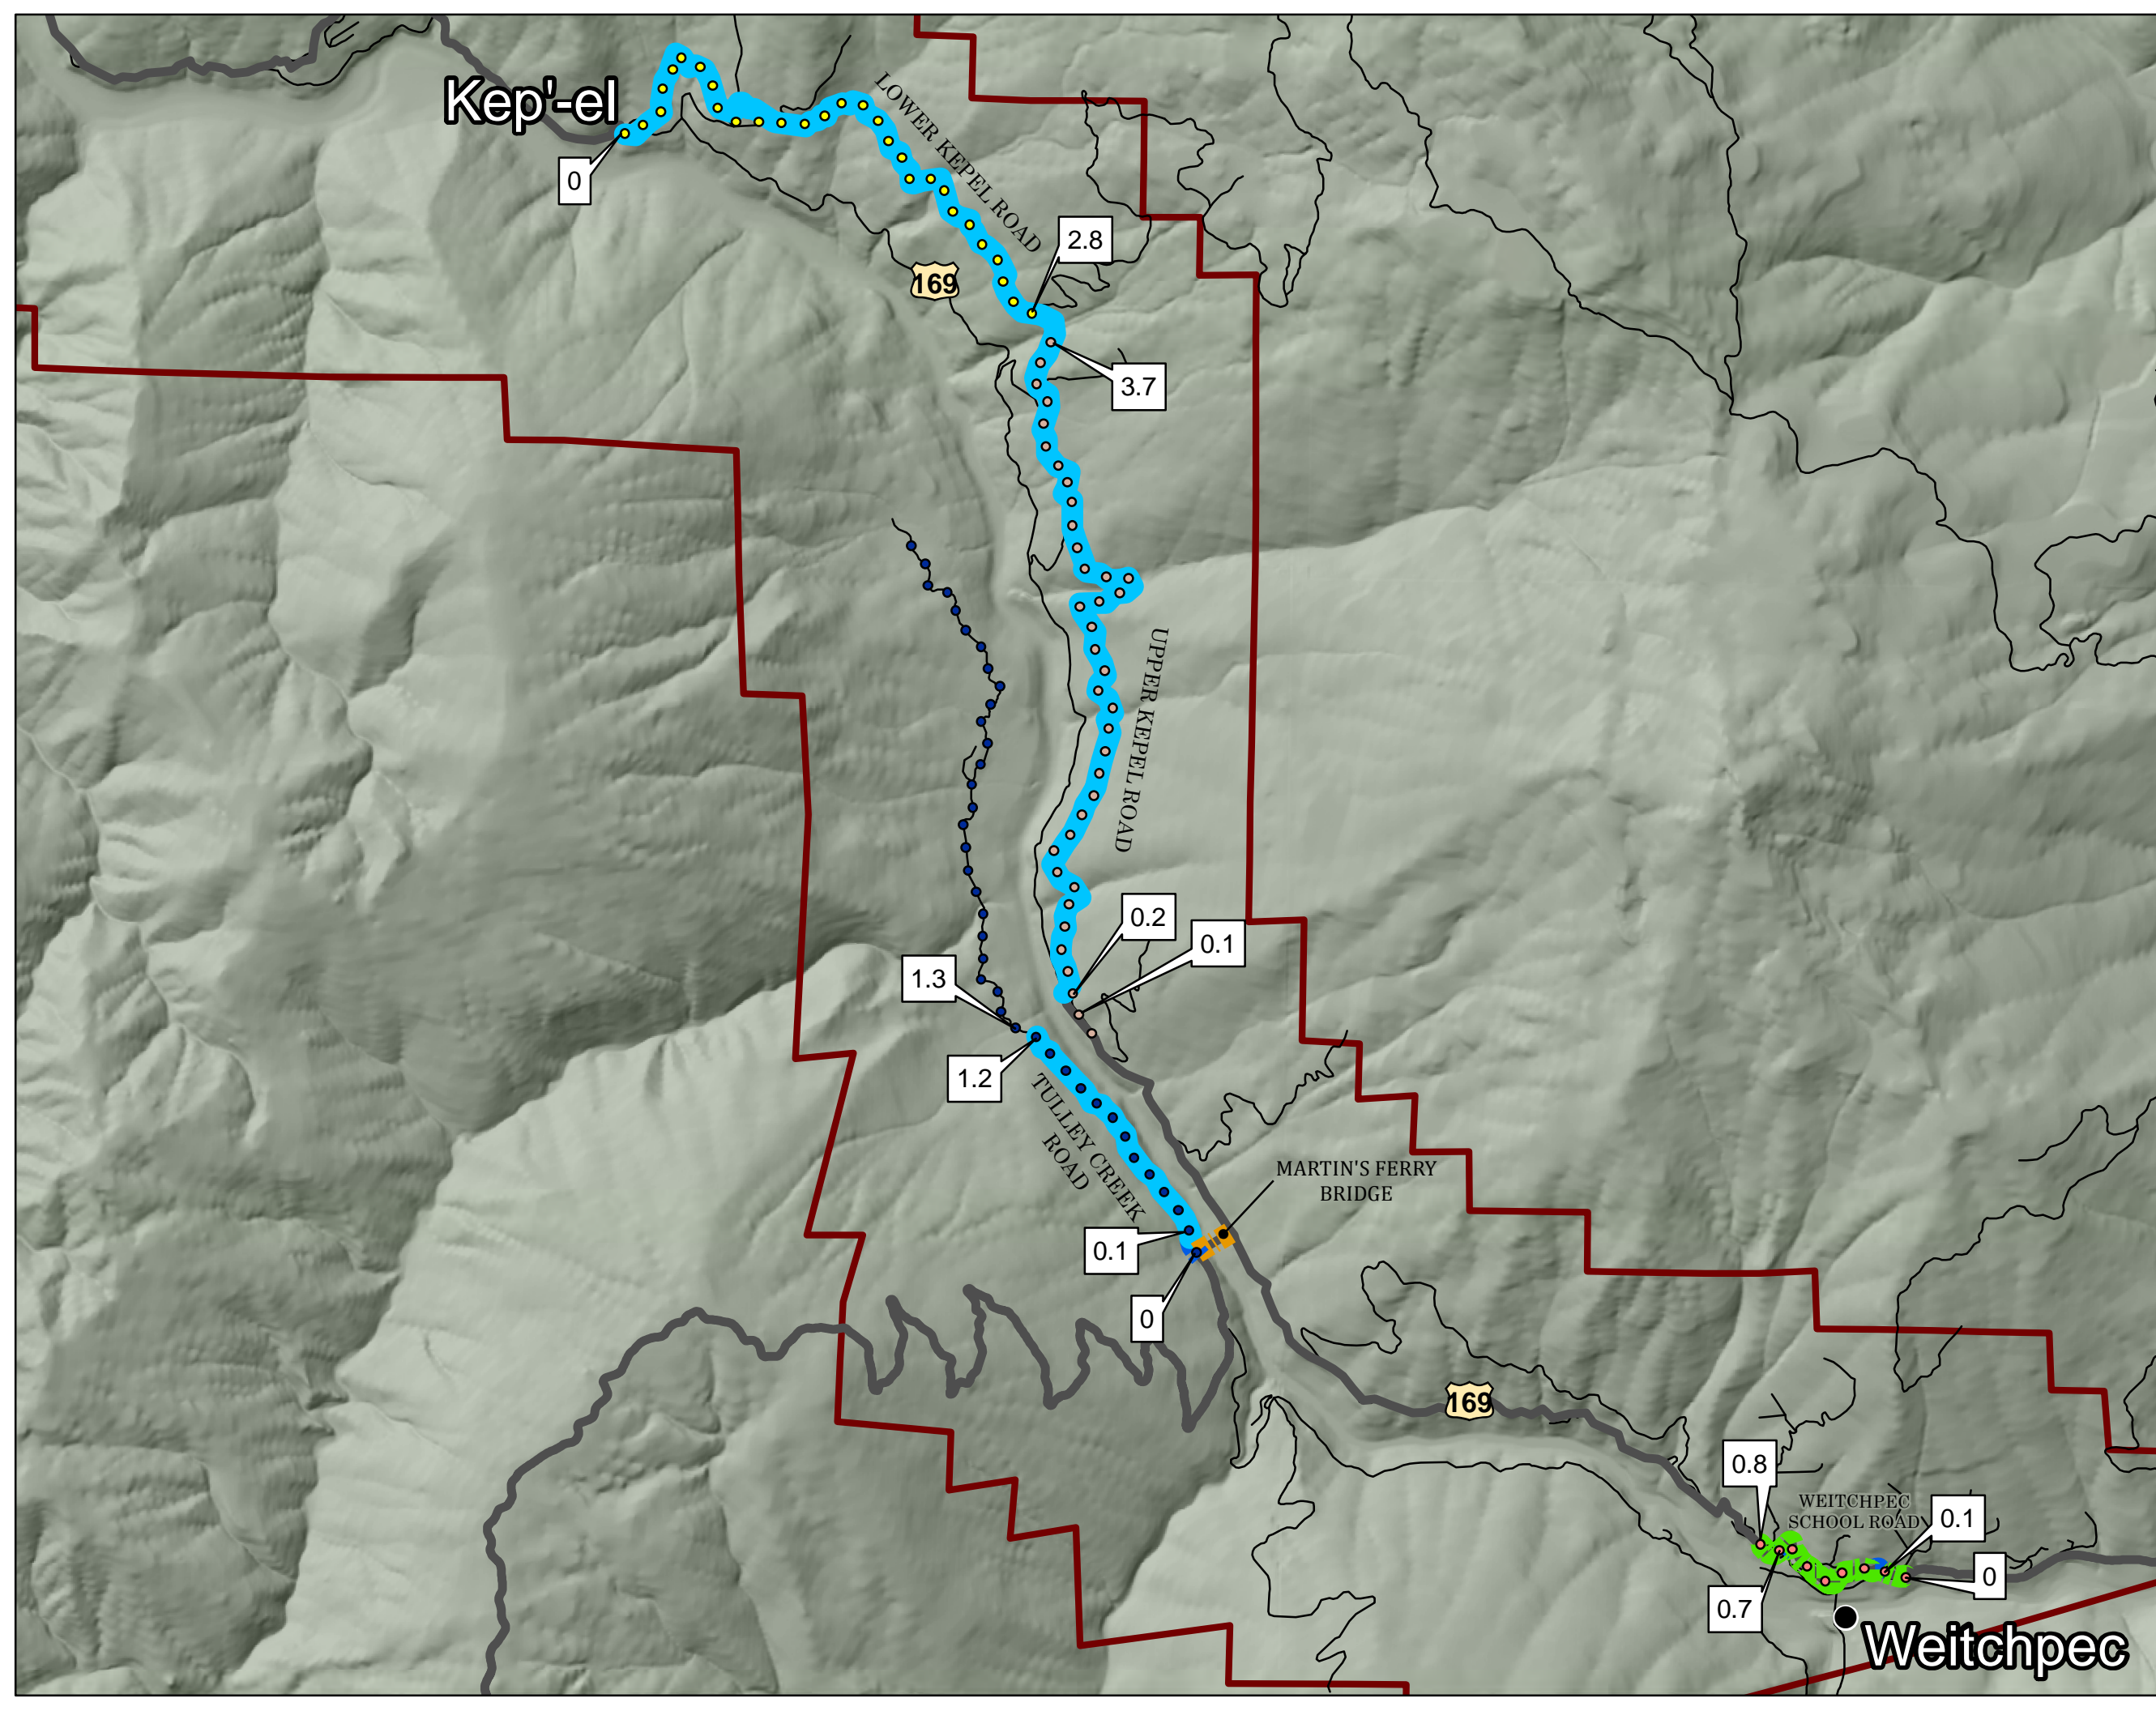 Kep'-el
0
LOWER KEPEL ROAD
2.8
169
3.7
UPPER KEPEL ROAD
0.2
0.1
1.3
1.2
TULLEY CREEK
ROAD
MARTIN'S FERRY
BRIDGE
0.1
0
169
0.8
WEITCHPEC
SCHOOL ROAD
0.1
0
0.7
Weitchpec